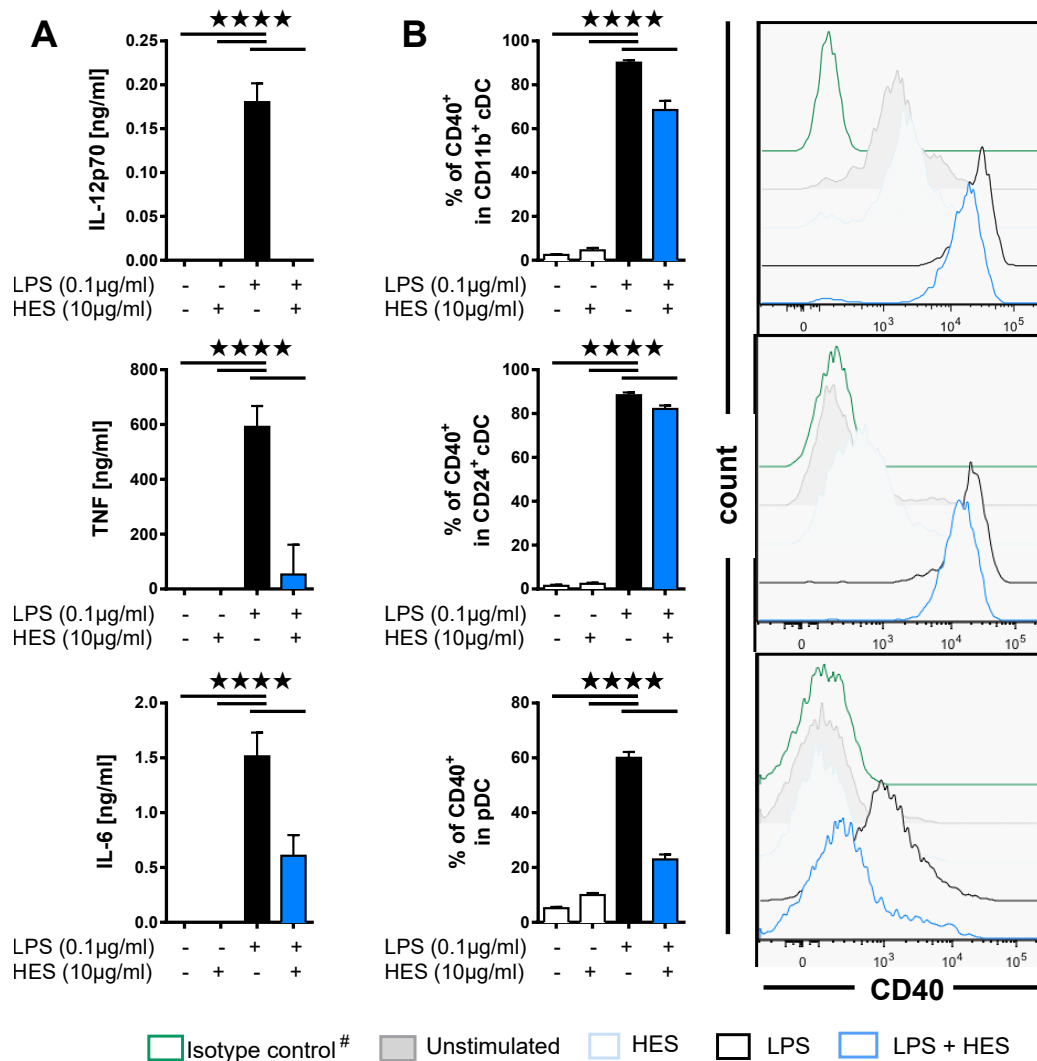 A
★★★★
IL-12p70 [ng/ml]
0.30
0.25
0.20
0.15
0.10
0.05
0.00
LPS (0.1µg/ml) - - + +
HES (10µg/ml) - + - +
★★★★
TNF [ng/ml]
800
600
400
200
0
LPS (0.1µg/ml) - - + +
HES (10µg/ml) - + - +
★★★★
IL-6 [ng/ml]
2.0
1.5
1.0
0.5
0.0
LPS (0.1µg/ml) - - + +
HES (10µg/ml) - + - +
B
★★★★
% of CD40⁺
in CD11b⁺ cDC
100
80
60
40
20
0
- - + +
- + - +
★★★★
% of CD40⁺
in CD24⁺ cDC
100
80
60
40
20
0
LPS (0.1µg/ml) - - + +
HES (10µg/ml) - + - +
★★★★
% of CD40⁺
in pDC
80
60
40
20
0
LPS (0.1µg/ml) - - + +
HES (10µg/ml) - + - +
count
0 10³ 10⁴ 10⁵
0 10³ 10⁴ 10⁵
0 10³ 10⁴ 10⁵
CD40
Isotype control # Unstimulated HES LPS LPS + HES